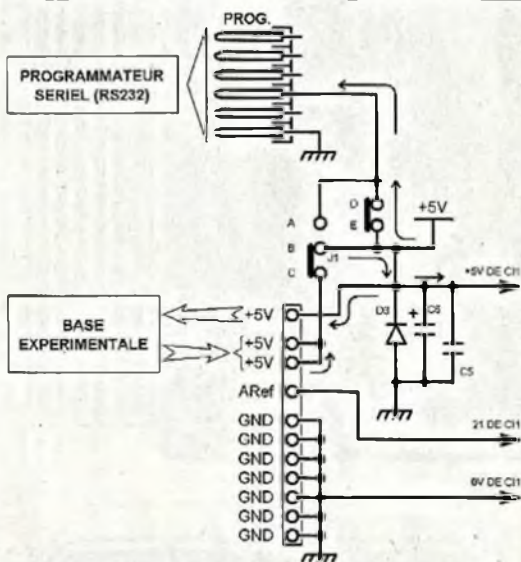 PROG.
PROGRAMMATEUR
SERIEL (RS232)
+5V
A
D
E
B
J1
C
+5V DE CI1
BASE
EXPERIMENTALE
+5V
+5V
+5V
D3
+
C6
C5
ARef
21 DE CI1
GND
GND
GND
GND
GND
0V DE CI1
GND
GND